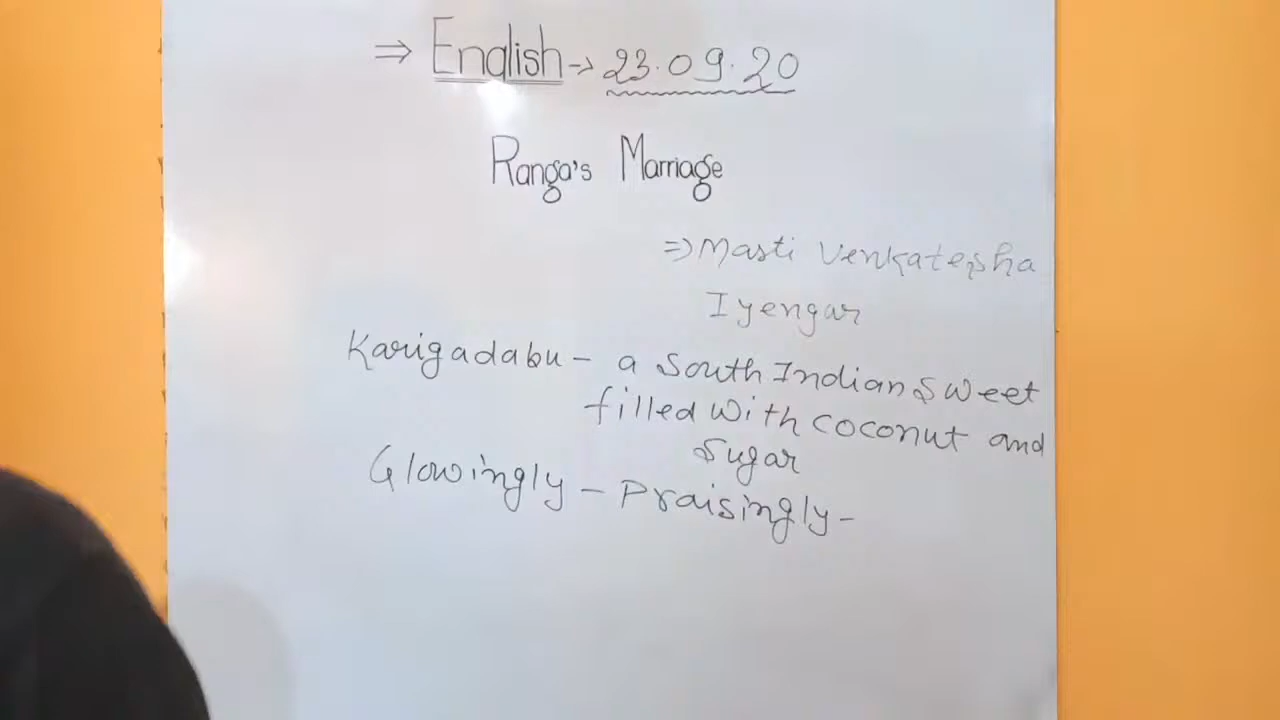 ⇒ English → 23.09.20
Ranga's Marriage
⇒ Masti Venkatesha
Iyengar
Karigadabu - a South Indian Sweet
filled with coconut and
Sugar
Glowingly - Praisingly -